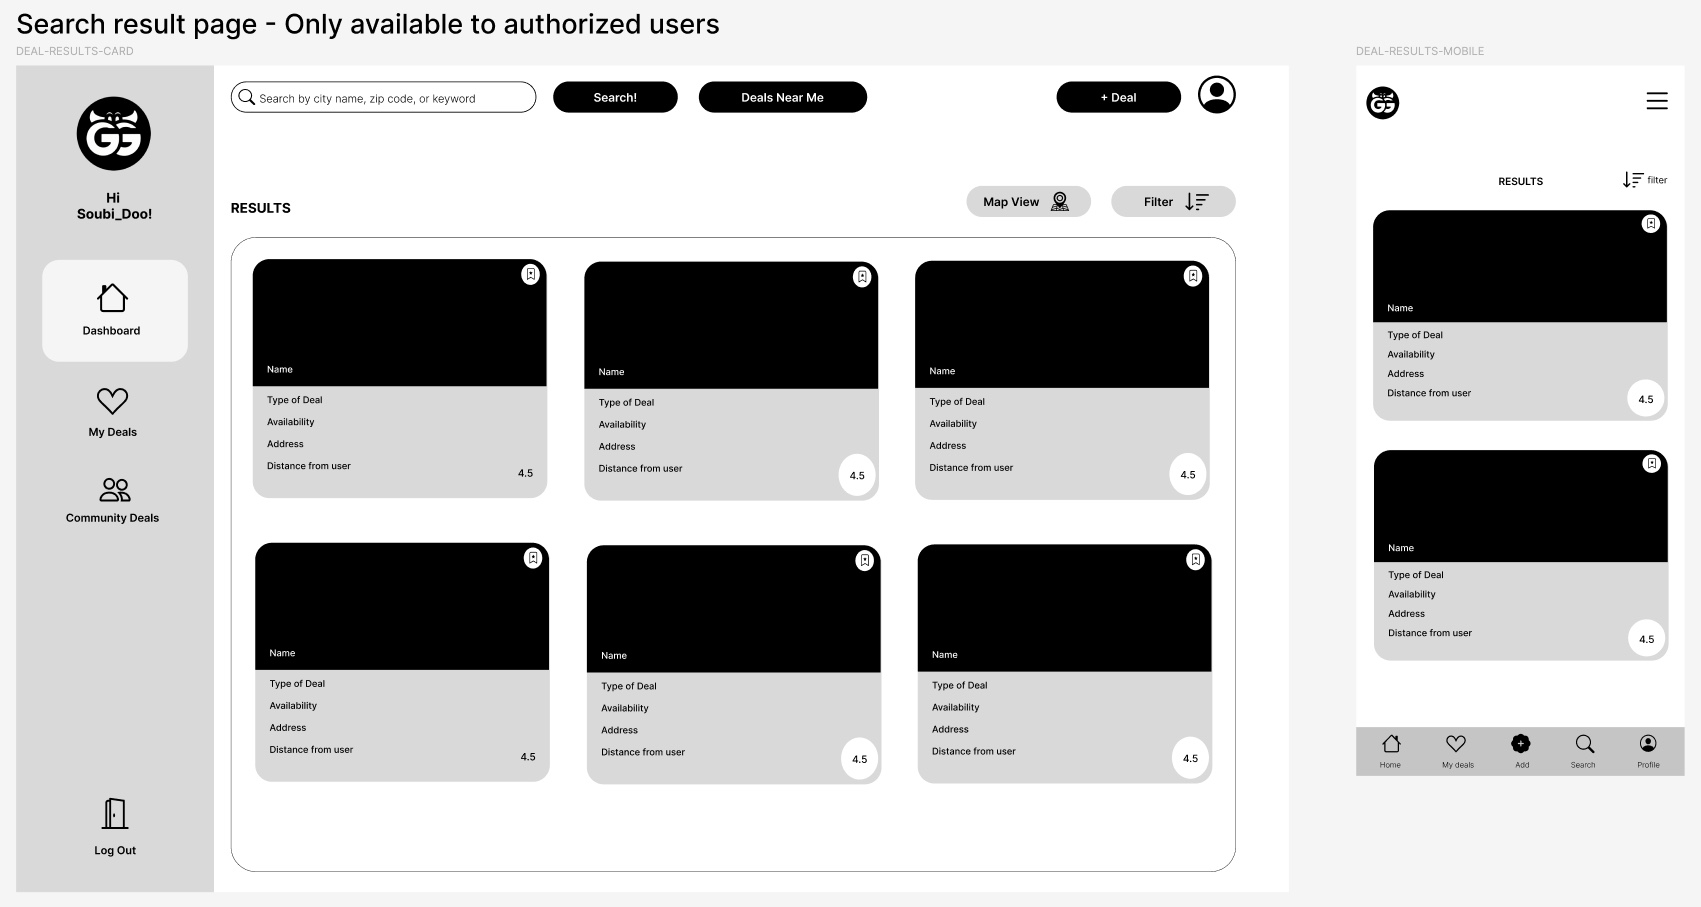 Search result page - Only available to authorized users
DEAL-RESULTS-CARD
GG
Hi
Soubi_Doo!
Dashboard
My Deals
Community Deals
Log Out
Search by city name, zip code, or keyword
Search!
Deals Near Me
+ Deal
RESULTS
Map View
Filter
Name
Type of Deal
Availability
Address
Distance from user
4.5
Name
Type of Deal
Availability
Address
Distance from user
4.5
Name
Type of Deal
Availability
Address
Distance from user
4.5
Name
Type of Deal
Availability
Address
Distance from user
4.5
Name
Type of Deal
Availability
Address
Distance from user
4.5
Name
Type of Deal
Availability
Address
Distance from user
4.5
DEAL-RESULTS-MOBILE
GG
RESULTS
filter
Name
Type of Deal
Availability
Address
Distance from user
4.5
Name
Type of Deal
Availability
Address
Distance from user
4.5
Home
My deals
Add
Search
Profile